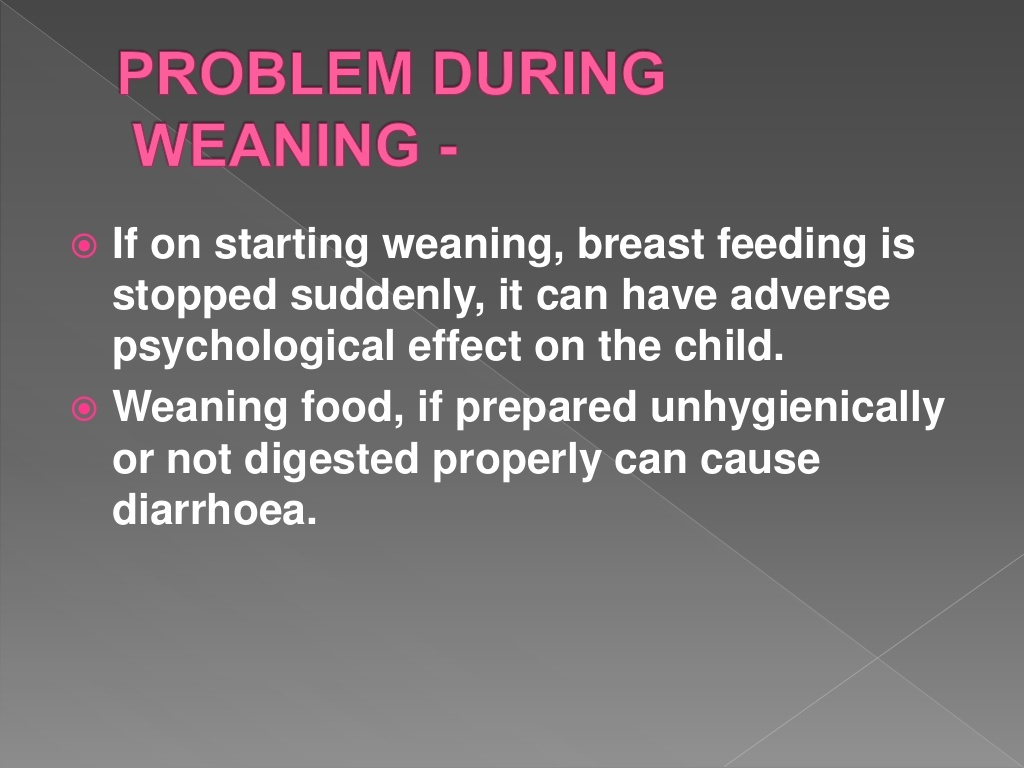 PROBLEM DURING
WEANING -
If on starting weaning, breast feeding is
stopped suddenly, it can have adverse
psychological effect on the child.
Weaning food, if prepared unhygienically
or not digested properly can cause
diarrhoea.